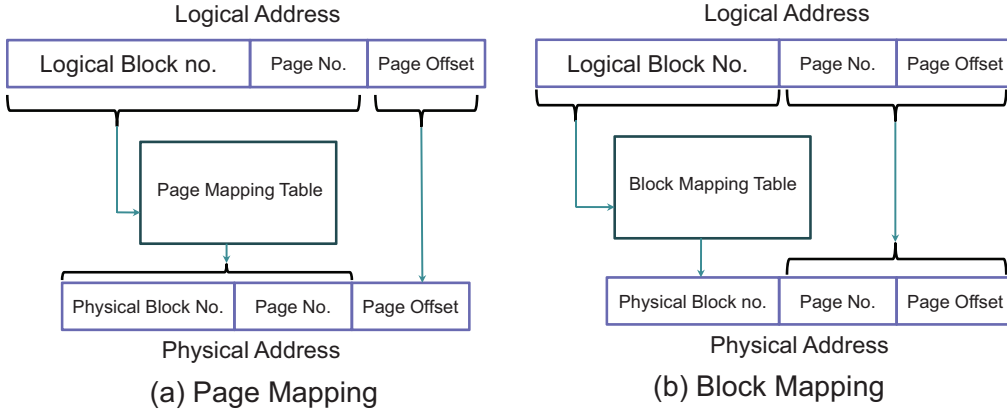 Logical Address
Logical Block no. Page No. Page Offset
Page Mapping Table
Physical Block No. Page No. Page Offset
Physical Address
(a) Page Mapping
Logical Address
Logical Block No. Page No. Page Offset
Block Mapping Table
Physical Block no. Page No. Page Offset
Physical Address
(b) Block Mapping